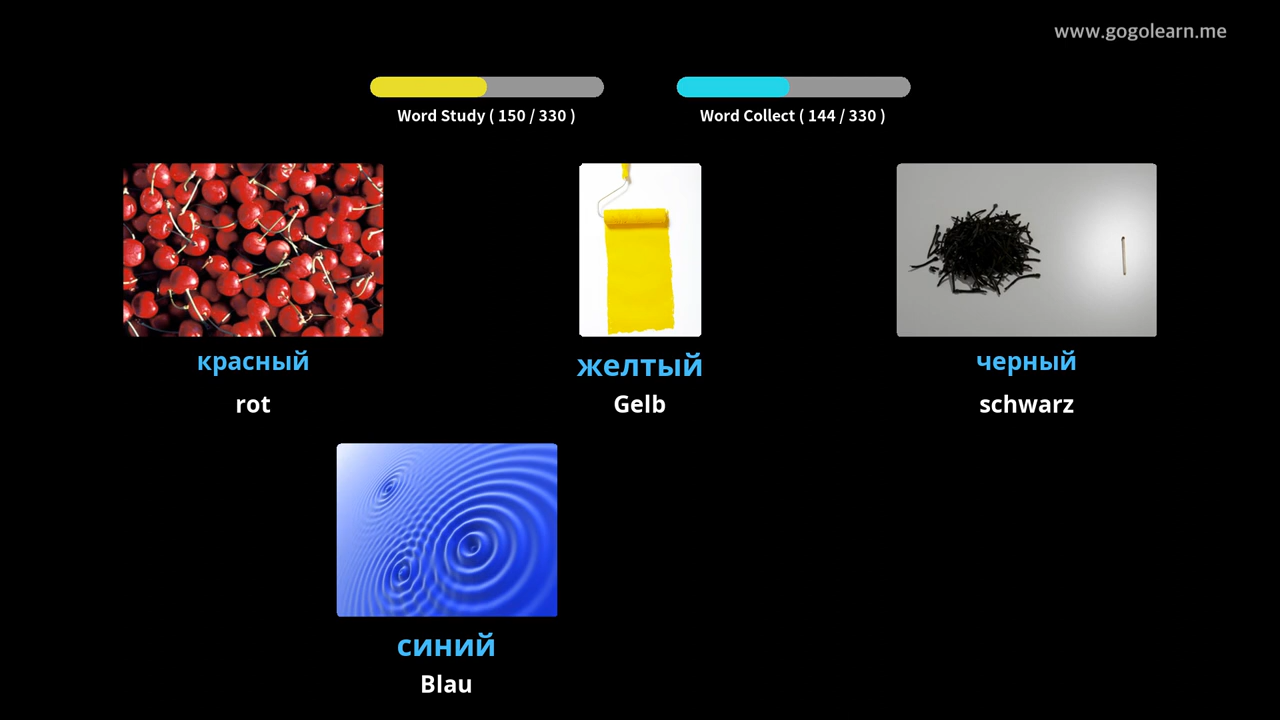 www.gogolearn.me
Word Study ( 150 / 330 )
Word Collect ( 144 / 330 )
красный
желтый
черный
rot
Gelb
schwarz
синий
Blau